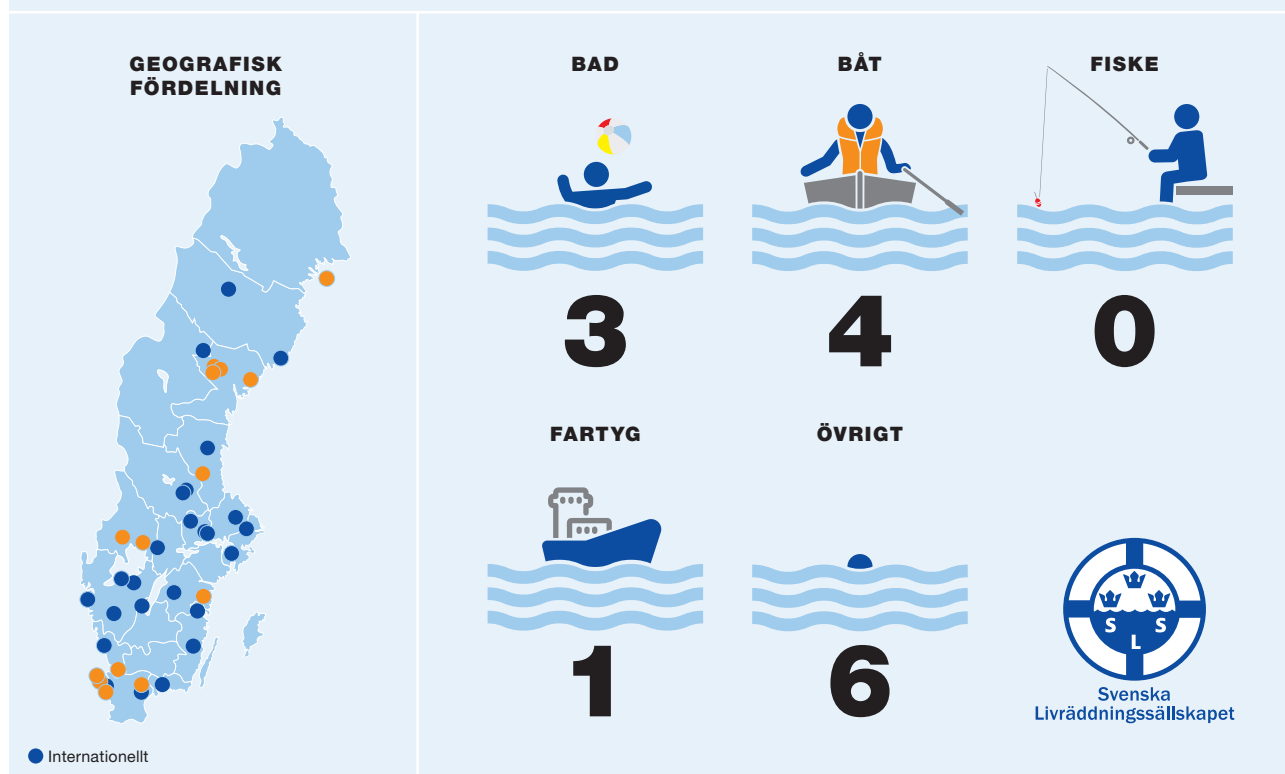 GEOGRAFISK
FÖRDELNING
Internationellt
BAD
BÅT
FISKE
3
4
0
FARTYG
ÖVRIGT
1
6
S
S
L
Svenska
Livräddningssällskapet